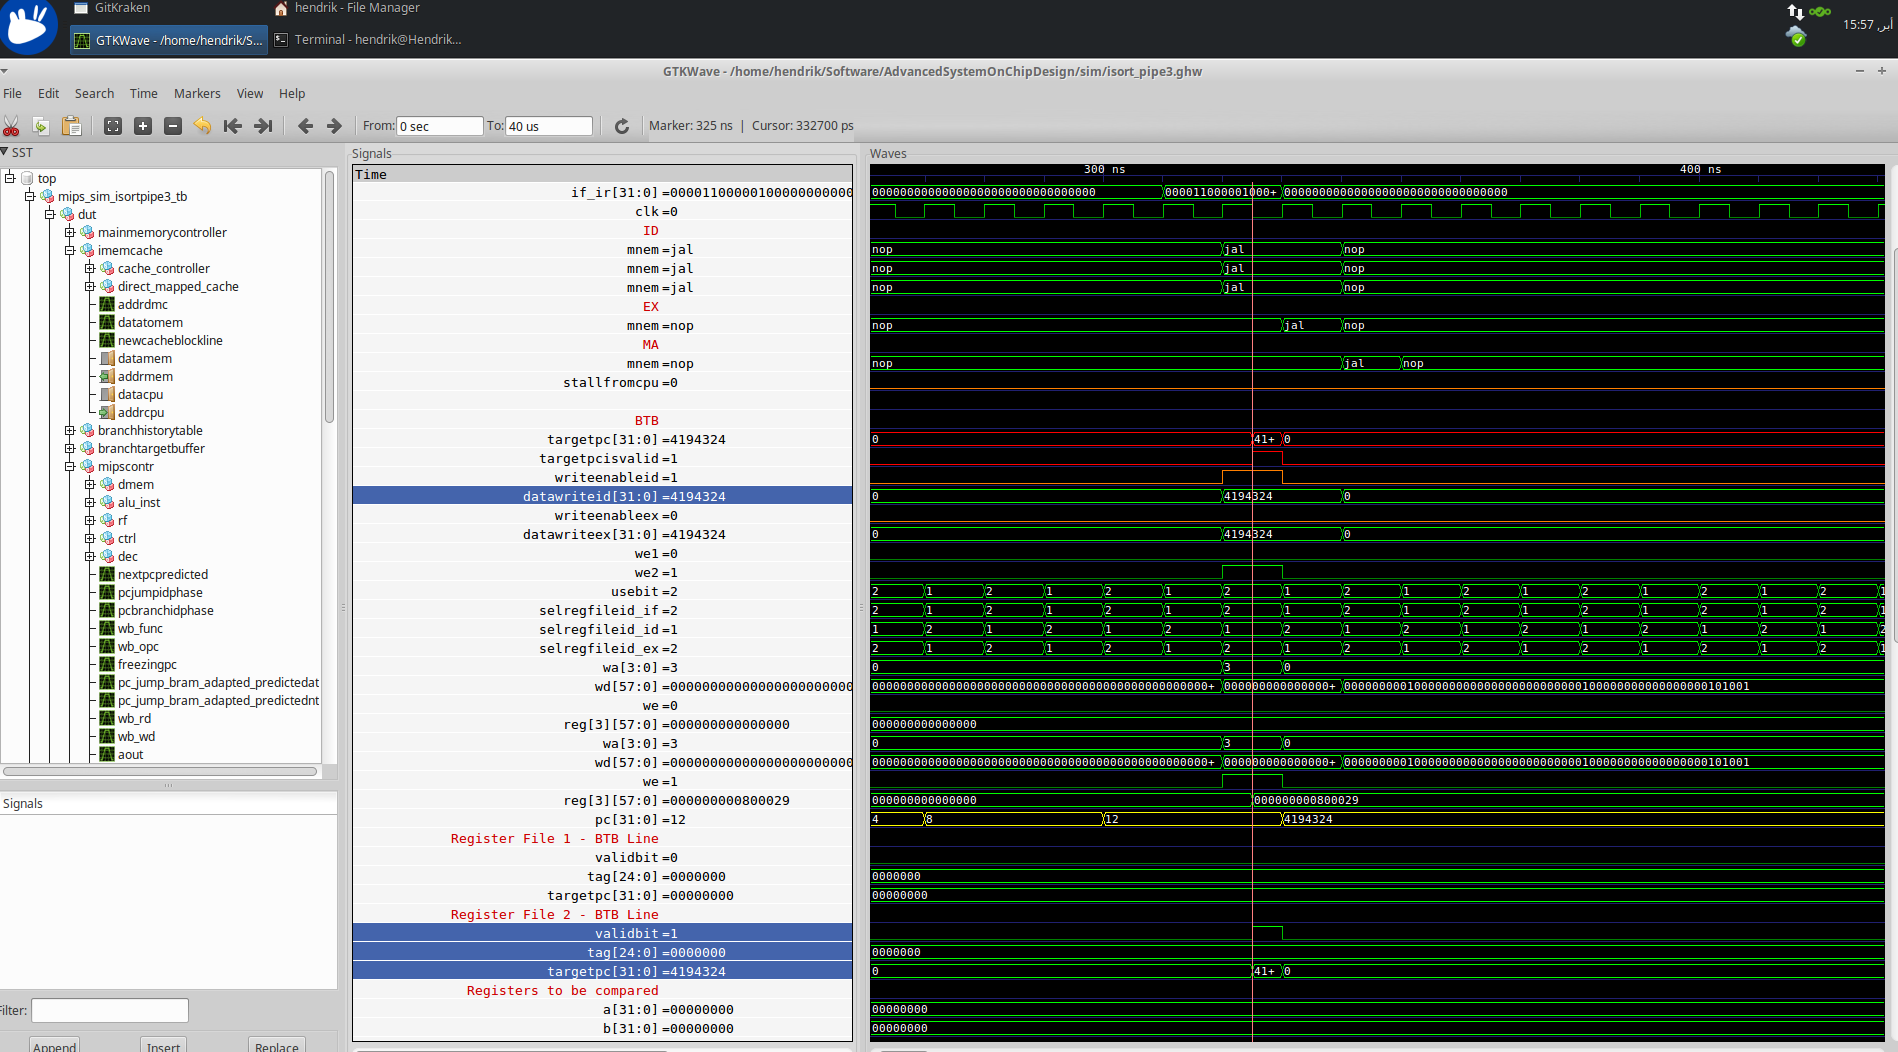 GitKraken
hendrik - File Manager
GTKWave - /home/hendrik/S...
Terminal - hendrik@Hendrik...
15:57 ,أبر
GTKWave - /home/hendrik/Software/AdvancedSystemOnChipDesign/sim/isort_pipe3.ghw
File Edit Search Time Markers View Help
From: 0 sec To: 40 us Marker: 325 ns | Cursor: 332700 ps
SST
top
mips_sim_isortpipe3_tb
dut
mainmemorycontroller
imemcache
cache_controller
direct_mapped_cache
addrdmc
datatomem
newcacheblockline
datamem
addrmem
datacpu
addrcpu
branchhistorytable
branchtargetbuffer
mipscontr
dmem
alu_inst
rf
ctrl
dec
nextpcpredicted
pcjumpidphase
pcbranchidphase
wb_func
wb_opc
freezingpc
pc_jump_bram_adapted_predictedat
pc_jump_bram_adapted_predictednt
wb_rd
wb_wd
aout
Signals
Filter:
Append Insert Replace
Signals
Time
if_ir[31:0]=0000110000010000000000
clk=0
ID
mnem=jal
mnem=jal
mnem=jal
EX
mnem=nop
MA
mnem=nop
stallfromcpu=0
BTB
targetpc[31:0]=4194324
targetpcisvalid=1
writeenableid=1
datawriteid[31:0]=4194324
writeenableex=0
datawriteex[31:0]=4194324
we1=0
we2=1
usebit=2
selregfileid_if=2
selregfileid_id=1
selregfileid_ex=2
wa[3:0]=3
wd[57:0]=0000000000000000000000
we=0
reg[3][57:0]=000000000000000
wa[3:0]=3
wd[57:0]=0000000000000000000000
we=1
reg[3][57:0]=000000000800029
pc[31:0]=12
Register File 1 - BTB Line
validbit=0
tag[24:0]=0000000
targetpc[31:0]=00000000
Register File 2 - BTB Line
validbit=1
tag[24:0]=0000000
targetpc[31:0]=4194324
Registers to be compared
a[31:0]=00000000
b[31:0]=00000000
Waves
300 ns 400 ns
00000000000000000000000000000000 000011000001000+ 00000000000000000000000000000000
nop jal nop
nop jal nop
nop jal nop
nop jal nop
nop jal nop
0 41+ 0
0 4194324 0
0 4194324 0
2 1 2 1 2 1 2 1 2 1 2 1 2 1 2 1 2 1
2 1 2 1 2 1 2 1 2 1 2 1 2 1 2 1 2 1
1 2 1 2 1 2 1 2 1 2 1 2 1 2 1 2 1 2
2 1 2 1 2 1 2 1 2 1 2 1 2 1 2 1 2 1
0 3 0
000000000000000
0 3 0
000000000000000 000000000800029
4 8 12 4194324
0000000
00000000
0000000
0 41+ 0
00000000
00000000